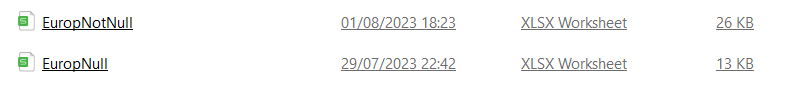 EuropNotNull 01/08/2023 18:23 XLSX Worksheet 26 KB
EuropNull 29/07/2023 22:42 XLSX Worksheet 13 KB